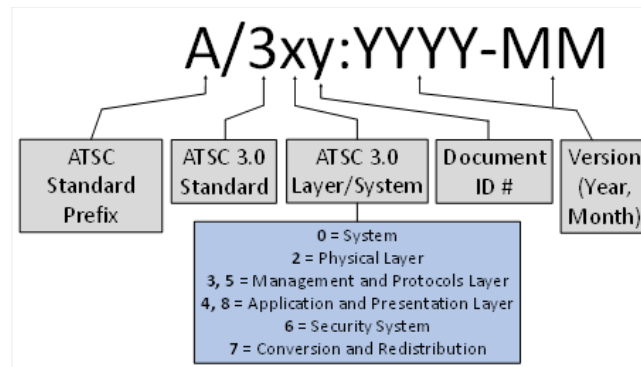 A/3xy:YYYY-MM
ATSC
Standard
Prefix
ATSC 3.0
Standard
ATSC 3.0
Layer/System
Document
ID #
Version
(Year,
Month)
0 = System
2 = Physical Layer
3, 5 = Management and Protocols Layer
4, 8 = Application and Presentation Layer
6 = Security System
7 = Conversion and Redistribution